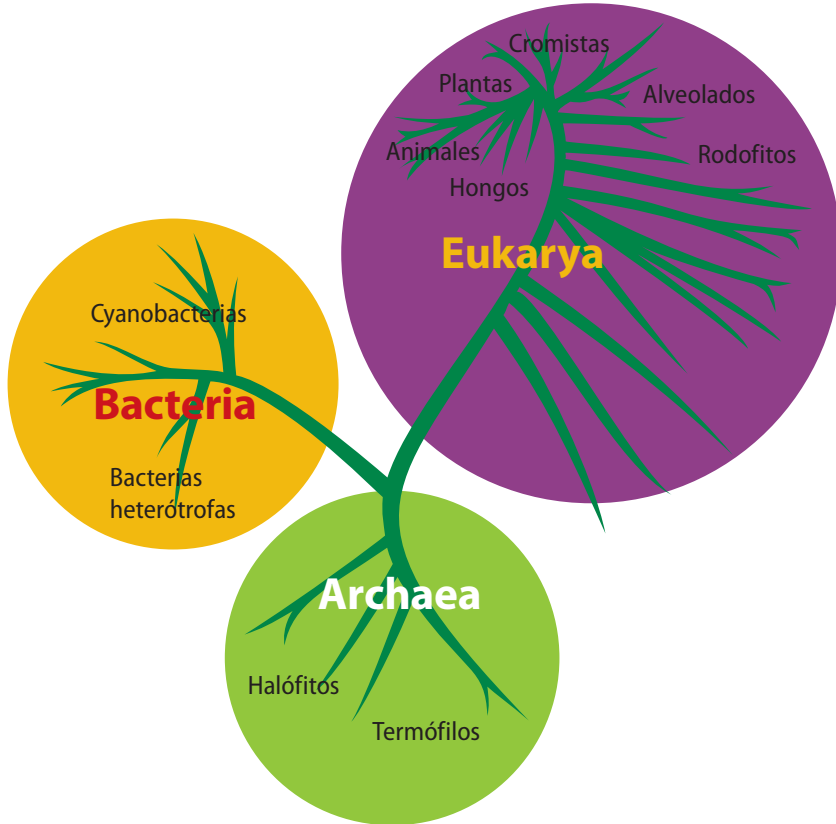 Cromistas
Plantas
Alveolados
Animales
Rodofitos
Hongos
Eukarya
Cyanobacterias
Bacteria
Bacterias
heterótrofas
Archaea
Halófitos
Termófilos